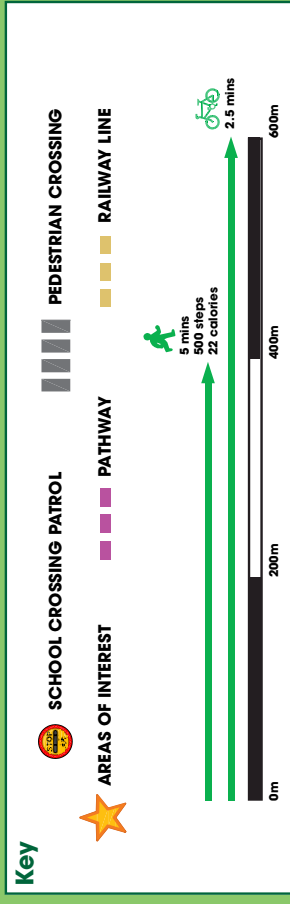 Key
STOP
SCHOOL CROSSING PATROL
PEDESTRIAN CROSSING
AREAS OF INTEREST
PATHWAY
RAILWAY LINE
5 mins
500 steps
22 calories
2.5 mins
0m 200m 400m 600m